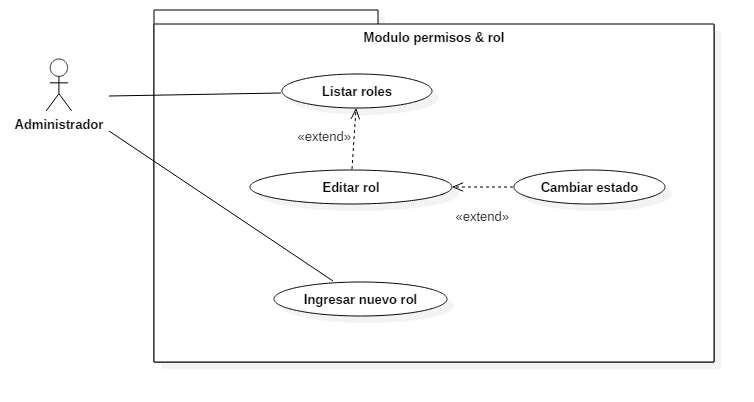 Modulo permisos & rol
Listar roles
Administrador
«extend»
Editar rol
Cambiar estado
«extend»
Ingresar nuevo rol